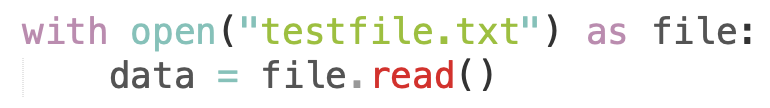 with open("testfile.txt") as file:
    data = file.read()